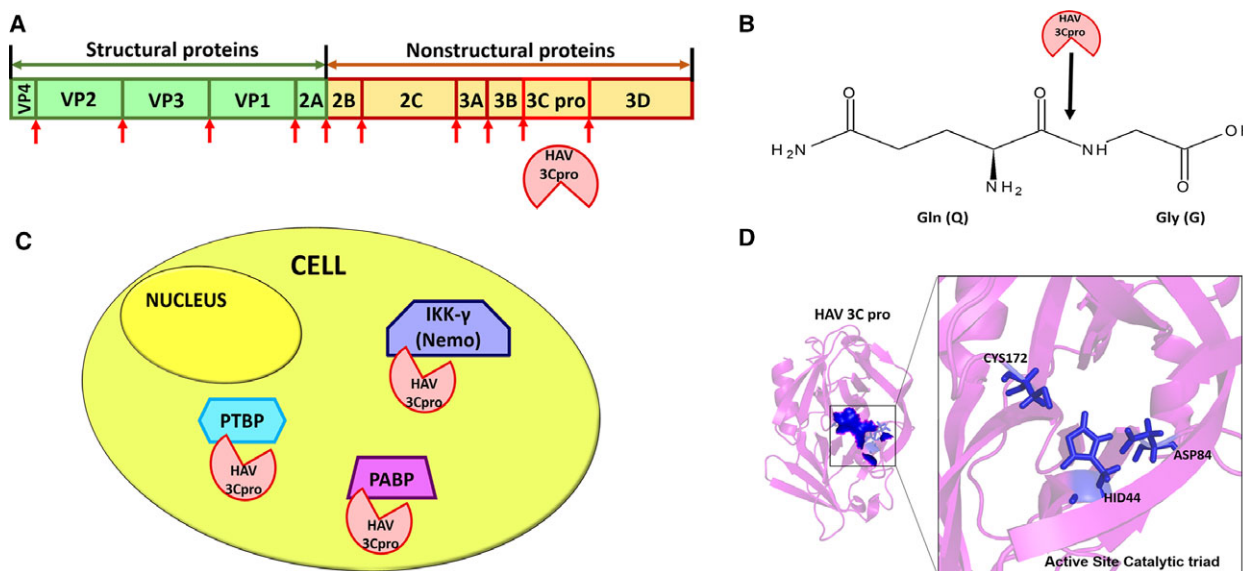 A
Structural proteins
Nonstructural proteins
VP4
VP2
VP3
VP1
2A
2B
2C
3A
3B
3C pro
3D
HAV
3Cpro
B
HAV
3Cpro
O
O
H₂N
NH
OH
NH₂
O
Gln (Q)
Gly (G)
C
CELL
NUCLEUS
IKK-γ
(Nemo)
HAV
3Cpro
PTBP
HAV
3Cpro
PABP
HAV
3Cpro
D
HAV 3C pro
CYS172
ASP84
HID44
Active Site Catalytic triad